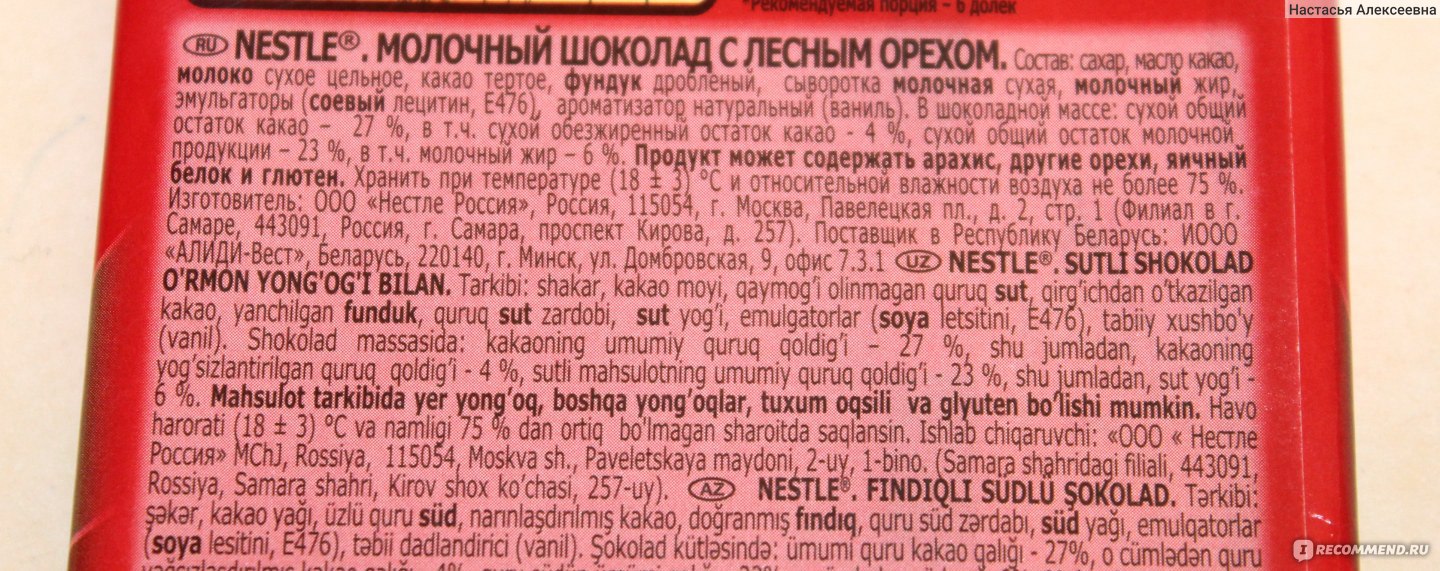 *Рекомендуемая порция – 6 долек
Настасья Алексеевна
RU NESTLE®. МОЛОЧНЫЙ ШОКОЛАД С ЛЕСНЫМ ОРЕХОМ. Состав: сахар, масло какао,
молоко сухое цельное, какао тертое, фундук дробленый, сыворотка молочная сухая, молочный жир,
эмульгаторы (соевый лецитин, Е476), ароматизатор натуральный (ваниль). В шоколадной массе: сухой общий
остаток какао – 27 %, в т.ч. сухой обезжиренный остаток какао - 4 %, сухой общий остаток молочной
продукции – 23 %, в т.ч. молочный жир – 6 %. Продукт может содержать арахис, другие орехи, яичный
белок и глютен. Хранить при температуре (18 ± 3) °С и относительной влажности воздуха не более 75 %.
Изготовитель: ООО «Нестле Россия», Россия, 115054, г. Москва, Павелецкая пл., д. 2, стр. 1 (Филиал в г.
Самаре, 443091, Россия, г. Самара, проспект Кирова, д. 257). Поставщик в Республику Беларусь: ИООО
«АЛИДИ-Вест», Беларусь, 220140, г. Минск, ул. Домбровская, 9, офис 7.3.1 UZ NESTLE®. SUTLI SHOKOLAD
O'RMON YONG'OG'I BILAN. Tarkibi: shakar, kakao moyi, qaymog'i olinmagan quruq sut, qirg'ichdan o'tkazilgan
kakao, yanchilgan funduk, quruq sut zardobi, sut yog'i, emulgatorlar (soya letsitini, E476), tabiiy xushbo'y
(vanil). Shokolad massasida: kakaoning umumiy quruq qoldig'i – 27 %, shu jumladan, kakaoning
yog'sizlantirilgan quruq qoldig'i - 4 %, sutli mahsulotning umumiy quruq qoldig'i - 23 %, shu jumladan, sut yog'i -
6 %. Mahsulot tarkibida yer yong'oq, boshqa yong'oqlar, tuxum oqsili va glyuten bo'lishi mumkin. Havo
harorati (18 ± 3) °C va namligi 75 % dan ortiq bo'lmagan sharoitda saqlansin. Ishlab chiqaruvchi: «ООО « Нестле
Россия» MChJ, Rossiya, 115054, Moskva sh., Paveletskaya maydoni, 2-uy, 1-bino. (Samara shahridagi filiali, 443091,
Rossiya, Samara shahri, Kirov shox ko'chasi, 257-uy). AZ NESTLE®. FINDIQLI SÜDLÜ ŞOKOLAD. Tərkibi:
şəkər, kakao yağı, üzlü quru süd, narınlaşdırılmış kakao, doğranmış fındıq, quru süd zərdabı, süd yağı, emulqatorlar
(soya lesitini, E476), təbii dadlandirici (vanil). Şokolad kütləsində: ümumi quru kakao qalığı - 27%, o cümlədən quru
IRECOMMEND.RU